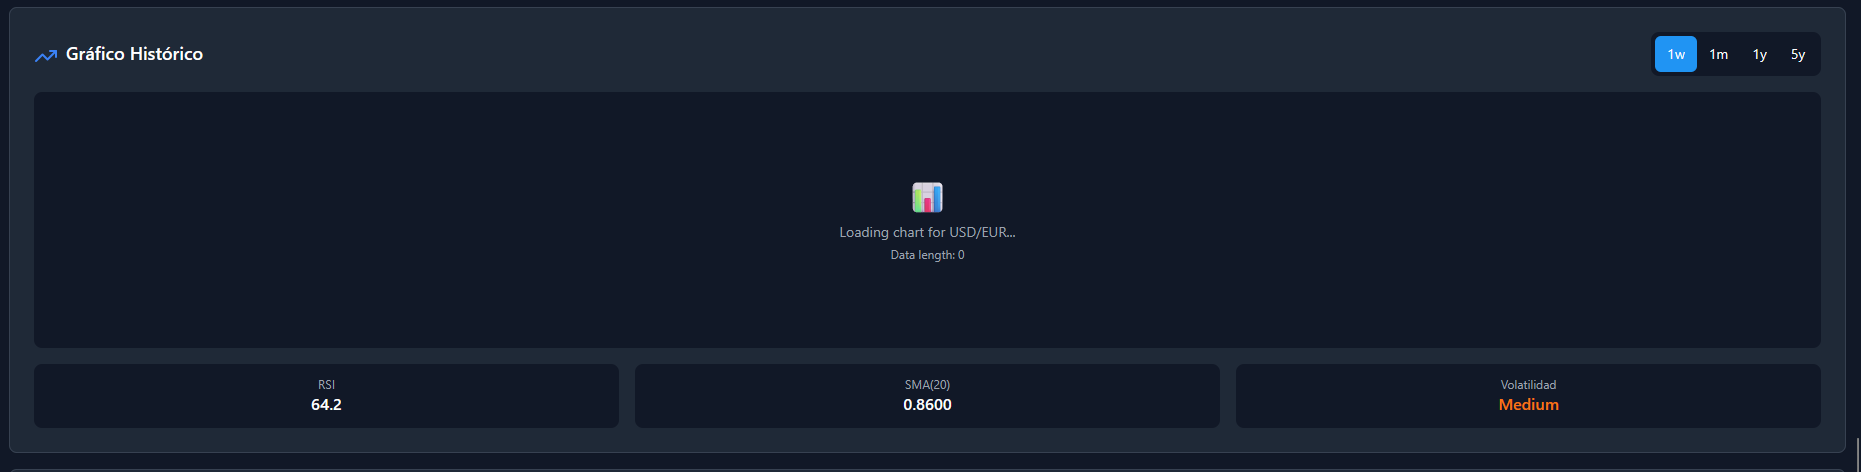 Gráfico Histórico
1w 1m 1y 5y
Loading chart for USD/EUR...
Data length: 0
RSI
64.2
SMA(20)
0.8600
Volatilidad
Medium